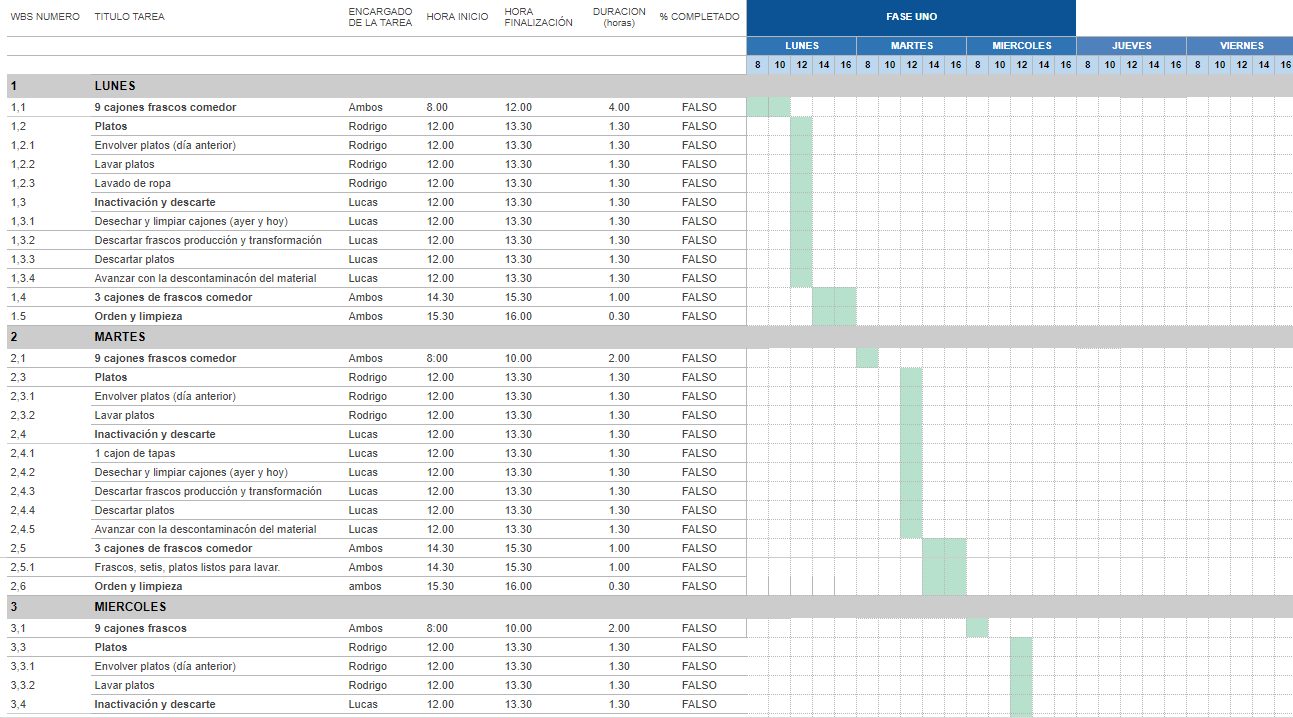 WBS NUMERO TITULO TAREA ENCARGADO DE LA TAREA HORA INICIO HORA FINALIZACIÓN DURACION (horas) % COMPLETADO FASE UNO
LUNES MARTES MIERCOLES JUEVES VIERNES
8 10 12 14 16 8 10 12 14 16 8 10 12 14 16 8 10 12 14 16 8 10 12 14 16
1 LUNES
1,1 9 cajones frascos comedor Ambos 8.00 12.00 4.00 FALSO
1,2 Platos Rodrigo 12.00 13.30 1.30 FALSO
1,2.1 Envolver platos (día anterior) Rodrigo 12.00 13.30 1.30 FALSO
1,2.2 Lavar platos Rodrigo 12.00 13.30 1.30 FALSO
1,2.3 Lavado de ropa Rodrigo 12.00 13.30 1.30 FALSO
1,3 Inactivación y descarte Lucas 12.00 13.30 1.30 FALSO
1,3.1 Desechar y limpiar cajones (ayer y hoy) Lucas 12.00 13.30 1.30 FALSO
1,3.2 Descartar frascos producción y transformación Lucas 12.00 13.30 1.30 FALSO
1,3.3 Descartar platos Lucas 12.00 13.30 1.30 FALSO
1,3.4 Avanzar con la descontaminacón del material Lucas 12.00 13.30 1.30 FALSO
1,4 3 cajones de frascos comedor Ambos 14.30 15.30 1.00 FALSO
1.5 Orden y limpieza Ambos 15.30 16.00 0.30 FALSO
2 MARTES
2,1 9 cajones frascos comedor Ambos 8:00 10.00 2.00 FALSO
2,3 Platos Rodrigo 12.00 13.30 1.30 FALSO
2,3.1 Envolver platos (día anterior) Rodrigo 12.00 13.30 1.30 FALSO
2,3.2 Lavar platos Rodrigo 12.00 13.30 1.30 FALSO
2,4 Inactivación y descarte Lucas 12.00 13.30 1.30 FALSO
2,4.1 1 cajon de tapas Lucas 12.00 13.30 1.30 FALSO
2,4.2 Desechar y limpiar cajones (ayer y hoy) Lucas 12.00 13.30 1.30 FALSO
2,4.3 Descartar frascos producción y transformación Lucas 12.00 13.30 1.30 FALSO
2,4.4 Descartar platos Lucas 12.00 13.30 1.30 FALSO
2,4.5 Avanzar con la descontaminacón del material Lucas 12.00 13.30 1.30 FALSO
2,5 3 cajones de frascos comedor Ambos 14.30 15.30 1.00 FALSO
2,5.1 Frascos, setis, platos listos para lavar. Ambos 14.30 15.30 1.00 FALSO
2,6 Orden y limpieza ambos 15.30 16.00 0.30 FALSO
3 MIERCOLES
3,1 9 cajones frascos Ambos 8:00 10.00 2.00 FALSO
3,3 Platos Rodrigo 12.00 13.30 1.30 FALSO
3,3.1 Envolver platos (día anterior) Rodrigo 12.00 13.30 1.30 FALSO
3,3.2 Lavar platos Rodrigo 12.00 13.30 1.30 FALSO
3,4 Inactivación y descarte Lucas 12.00 13.30 1.30 FALSO